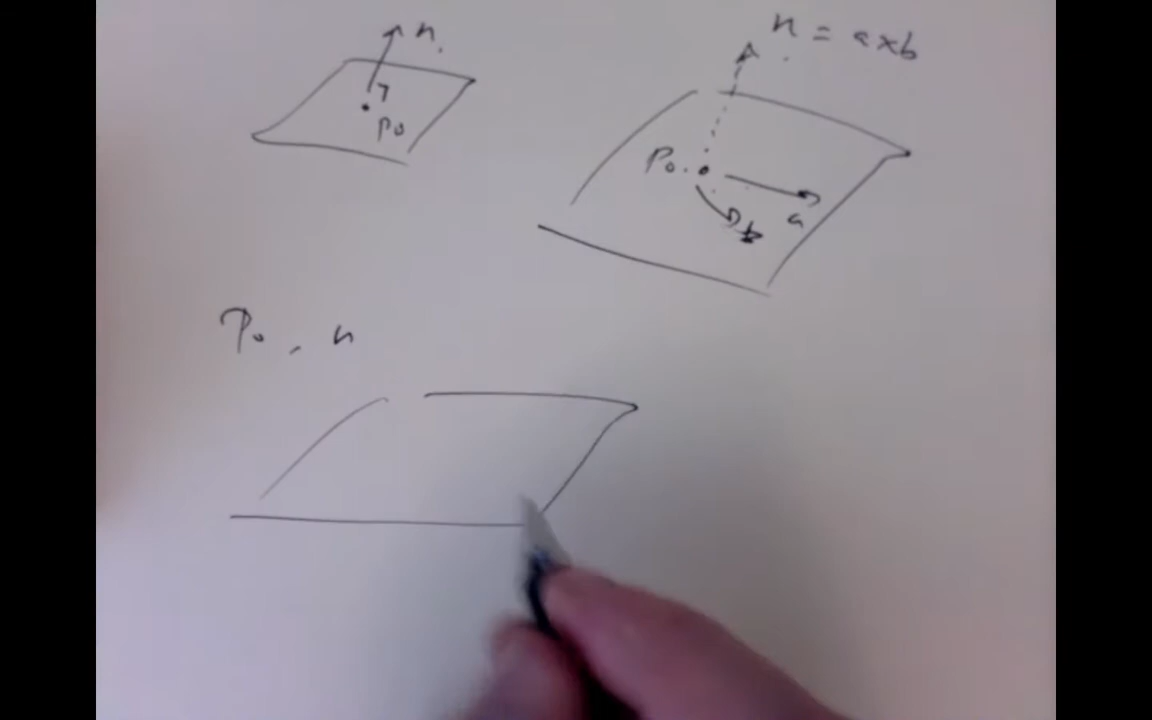 n.
P0
n = a×b
P0.
a
b
P0, n